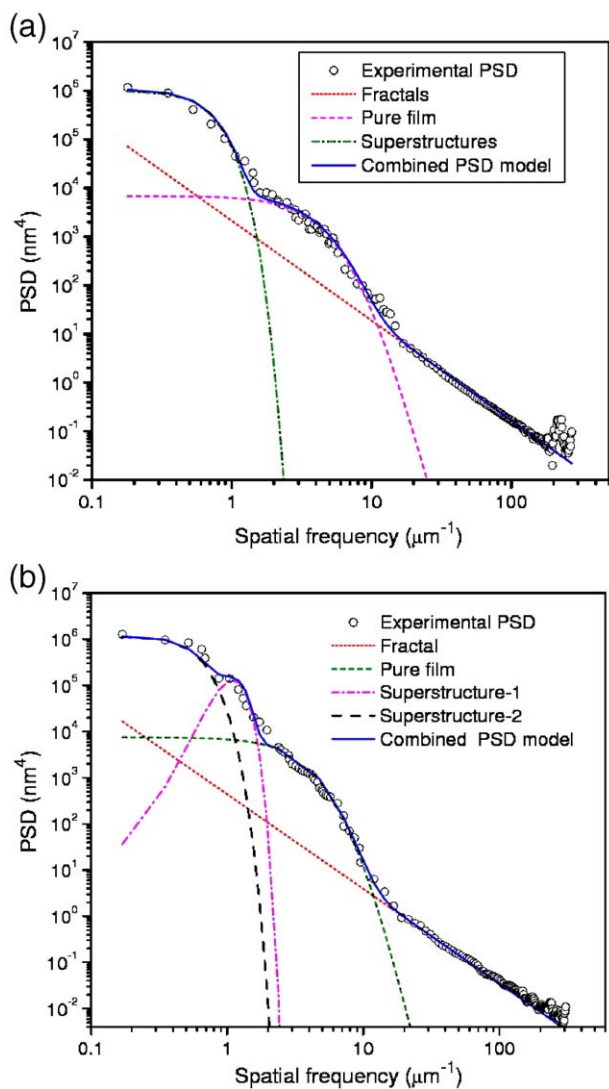 (a)
10^7
10^6
10^5
10^4
10^3
10^2
10^1
10^0
10^-1
10^-2
PSD (nm^4)
Experimental PSD
Fractals
Pure film
Superstructures
Combined PSD model
0.1 1 10 100
Spatial frequency (μm^-1)
(b)
10^7
10^6
10^5
10^4
10^3
10^2
10^1
10^0
10^-1
10^-2
PSD (nm^4)
Experimental PSD
Fractal
Pure film
Superstructure-1
Superstructure-2
Combined PSD model
0.1 1 10 100
Spatial frequency (μm^-1)